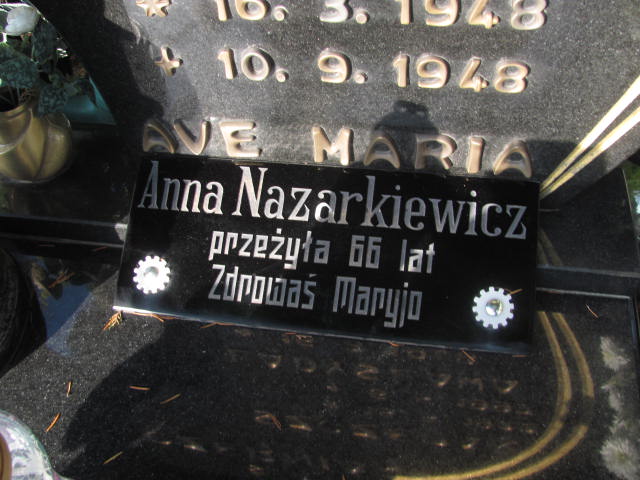 * 16.3.1948
+ 10.9.1948
AVE MARIA
Anna Nazarkiewicz
przeżyła 66 lat
Zdrowaś Maryjo